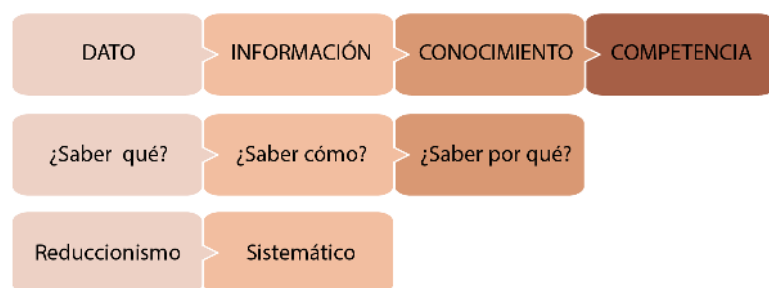 DATO INFORMACIÓN CONOCIMIENTO COMPETENCIA
¿Saber qué? ¿Saber cómo? ¿Saber por qué?
Reduccionismo Sistemático